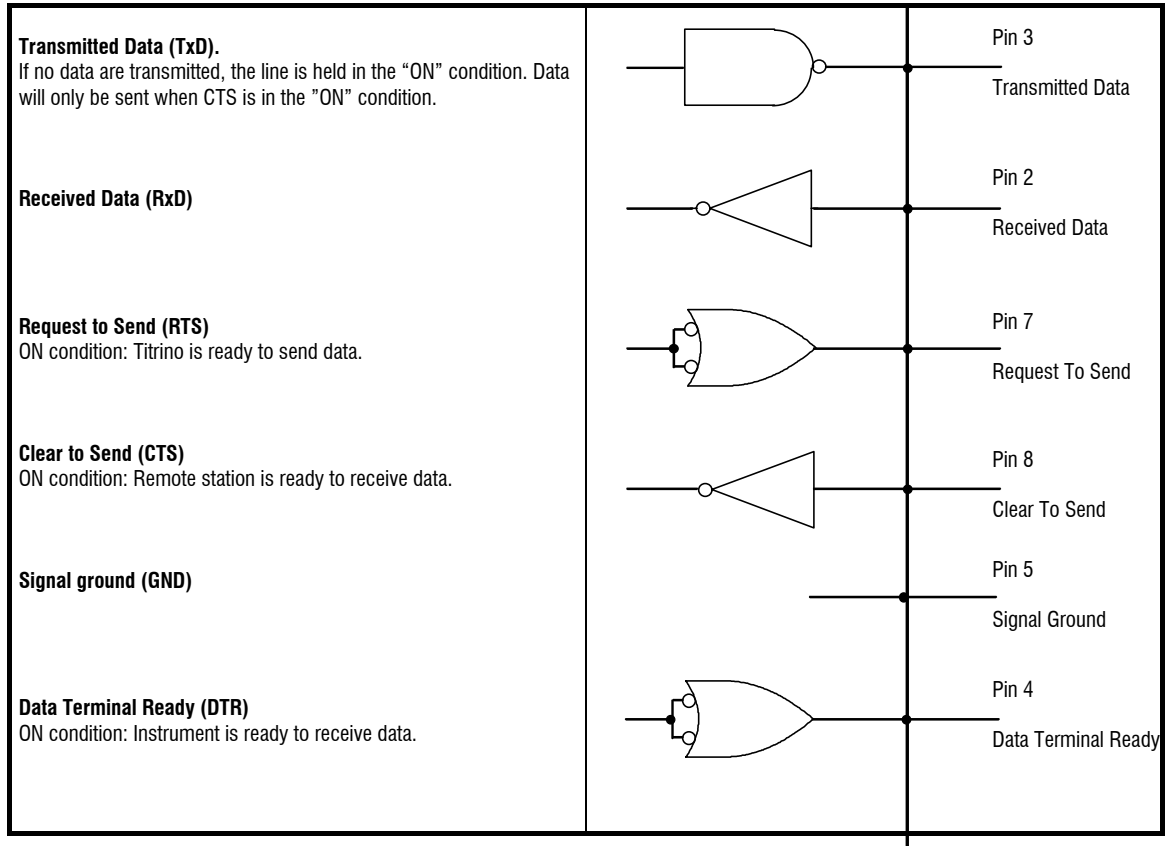 Transmitted Data (TxD).
If no data are transmitted, the line is held in the “ON” condition. Data
will only be sent when CTS is in the ”ON” condition.
Pin 3
Transmitted Data
Received Data (RxD)
Pin 2
Received Data
Request to Send (RTS)
ON condition: Titrino is ready to send data.
Pin 7
Request To Send
Clear to Send (CTS)
ON condition: Remote station is ready to receive data.
Pin 8
Clear To Send
Signal ground (GND)
Pin 5
Signal Ground
Data Terminal Ready (DTR)
ON condition: Instrument is ready to receive data.
Pin 4
Data Terminal Ready